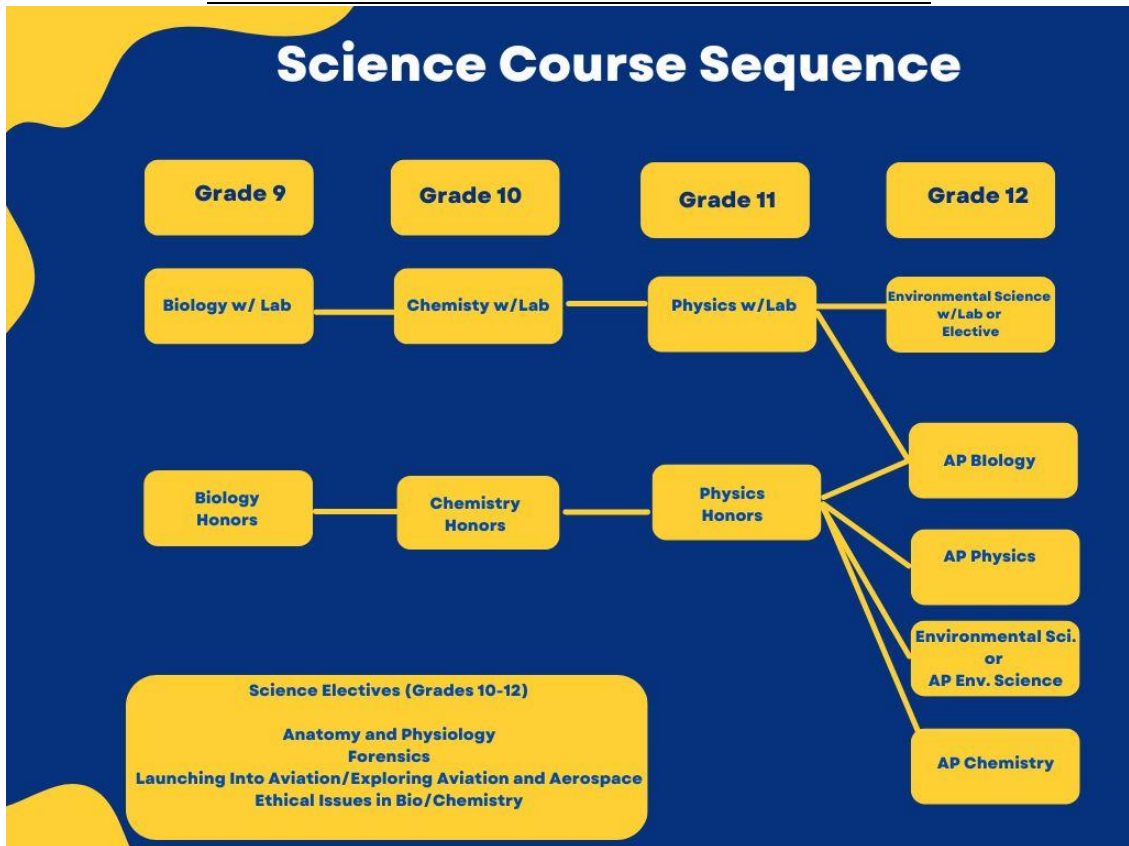 Science Course Sequence
Grade 9
Grade 10
Grade 11
Grade 12
Biology w/ Lab
Chemisty w/Lab
Physics w/Lab
Environmental Science
w/Lab or
Elective
AP BIology
Biology
Honors
Chemistry
Honors
Physics
Honors
AP Physics
Environmental Sci.
or
AP Env. Science
AP Chemistry
Science Electives (Grades 10-12)
Anatomy and Physiology
Forensics
Launching Into Aviation/Exploring Aviation and Aerospace
Ethical Issues in Bio/Chemistry